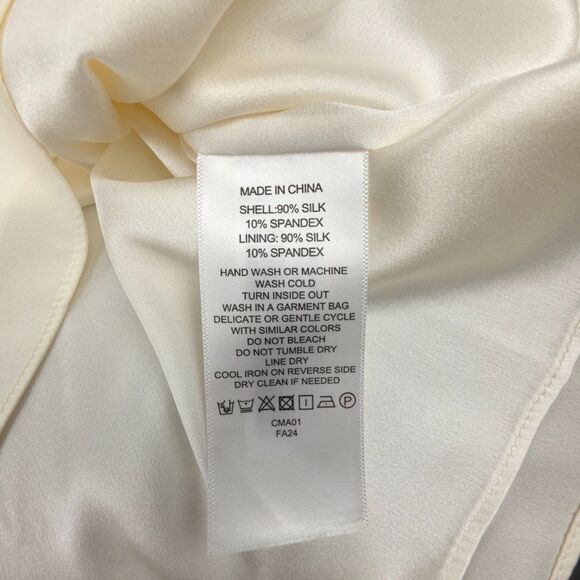 MADE IN CHINA
SHELL:90% SILK
10% SPANDEX
LINING: 90% SILK
10% SPANDEX
HAND WASH OR MACHINE
WASH COLD
TURN INSIDE OUT
WASH IN A GARMENT BAG
DELICATE OR GENTLE CYCLE
WITH SIMILAR COLORS
DO NOT BLEACH
DO NOT TUMBLE DRY
LINE DRY
COOL IRON ON REVERSE SIDE
DRY CLEAN IF NEEDED
P
CMA01
FA24